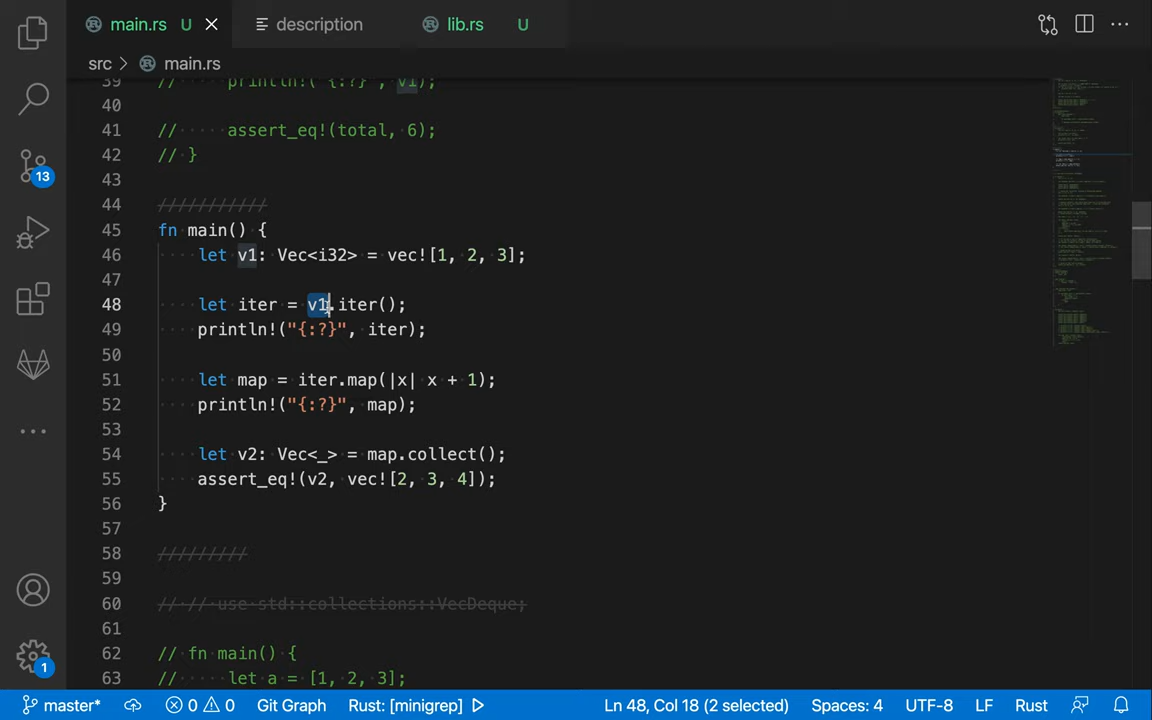 main.rs U
description
lib.rs U
src > main.rs
39 // println!("{:?}", v1);
40
41 // assert_eq!(total, 6);
42 // }
43
44 ///////////
45 fn main() {
46 let v1: Vec<i32> = vec![1, 2, 3];
47
48 let iter = v1.iter();
49 println!("{:?}", iter);
50
51 let map = iter.map(|x| x + 1);
52 println!("{:?}", map);
53
54 let v2: Vec<_> = map.collect();
55 assert_eq!(v2, vec![2, 3, 4]);
56 }
57
58 /////////
59
60 // // use std::collections::VecDeque;
61
62 // fn main() {
63 // let a = [1, 2, 3];
13
1
master* 0 0 Git Graph Rust: [minigrep] Ln 48, Col 18 (2 selected) Spaces: 4 UTF-8 LF Rust